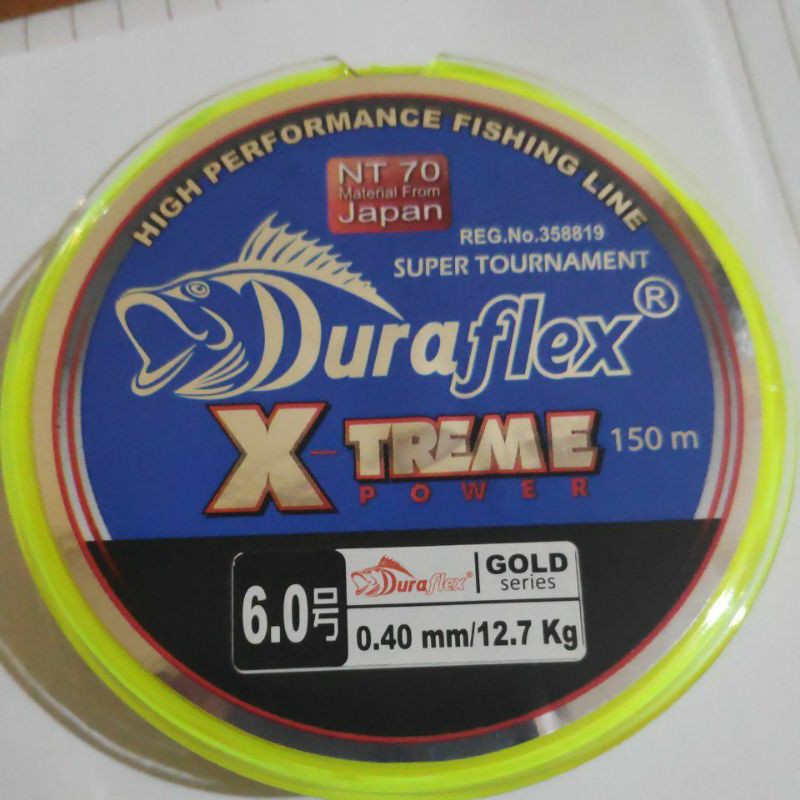 HIGH PERFORMANCE FISHING LINE
NT 70
Material From
Japan
REG.No.358819
SUPER TOURNAMENT
Duraflex®
X-TREME
POWER
150 m
6.0号
Duraflex®
GOLD
series
0.40 mm/12.7 Kg